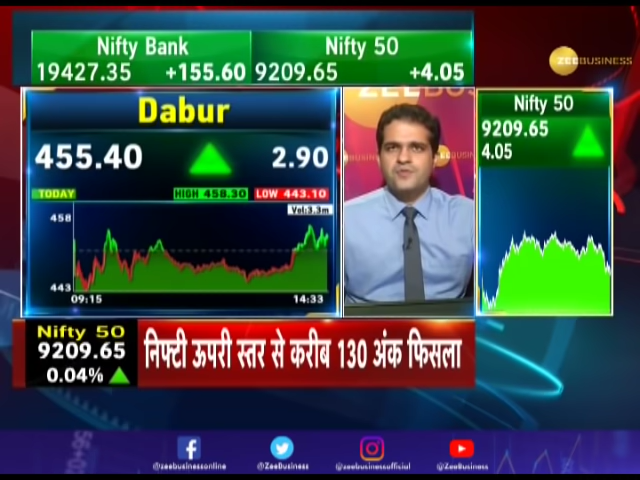 Nifty Bank
19427.35 +155.60
Nifty 50
9209.65 +4.05
ZEEBUSINESS
Dabur
455.40 2.90
TODAY HIGH 458.30 LOW 443.10
Vol:3.3m
458
443
09:15 14:33
ZEEBUSINESS
Nifty 50
9209.65
4.05
Nifty 50
9209.65
0.04%
निफ्टी ऊपरी स्तर से करीब 130 अंक फिसला
@zeebusinessonline @ZeeBusiness @zeebusinessofficial @ZeeBusiness